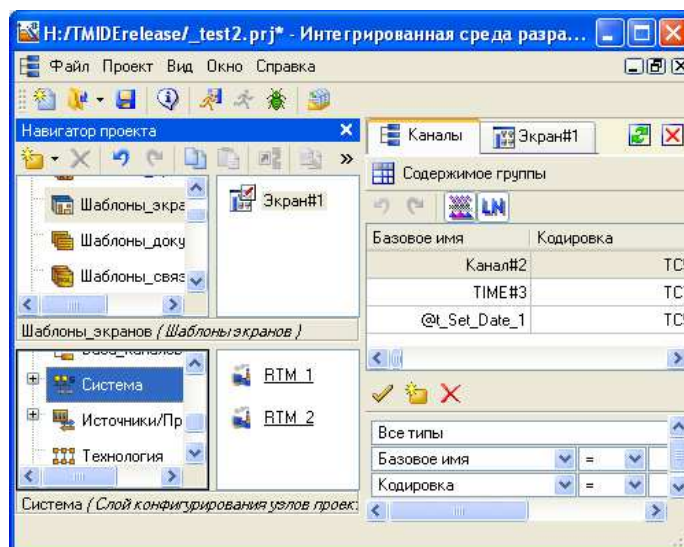 H:/TMIDErelease/_test2.prj* - Интегрированная среда разра...
Файл Проект Вид Окно Справка
Навигатор проекта
Шаблоны_экра
Шаблоны_доку
Шаблоны_связ
Экран#1
Шаблоны_экранов ( Шаблоны экранов )
База_каналов
Система
Источники/Пр
Технология
RTM_1
RTM_2
Система ( Слой конфигурирования узлов проек
Каналы Экран#1
Содержимое группы
LN
Базовое имя Кодировка
Канал#2
TIME#3
@t_Set_Date_1
Все типы
Базовое имя =
Кодировка =